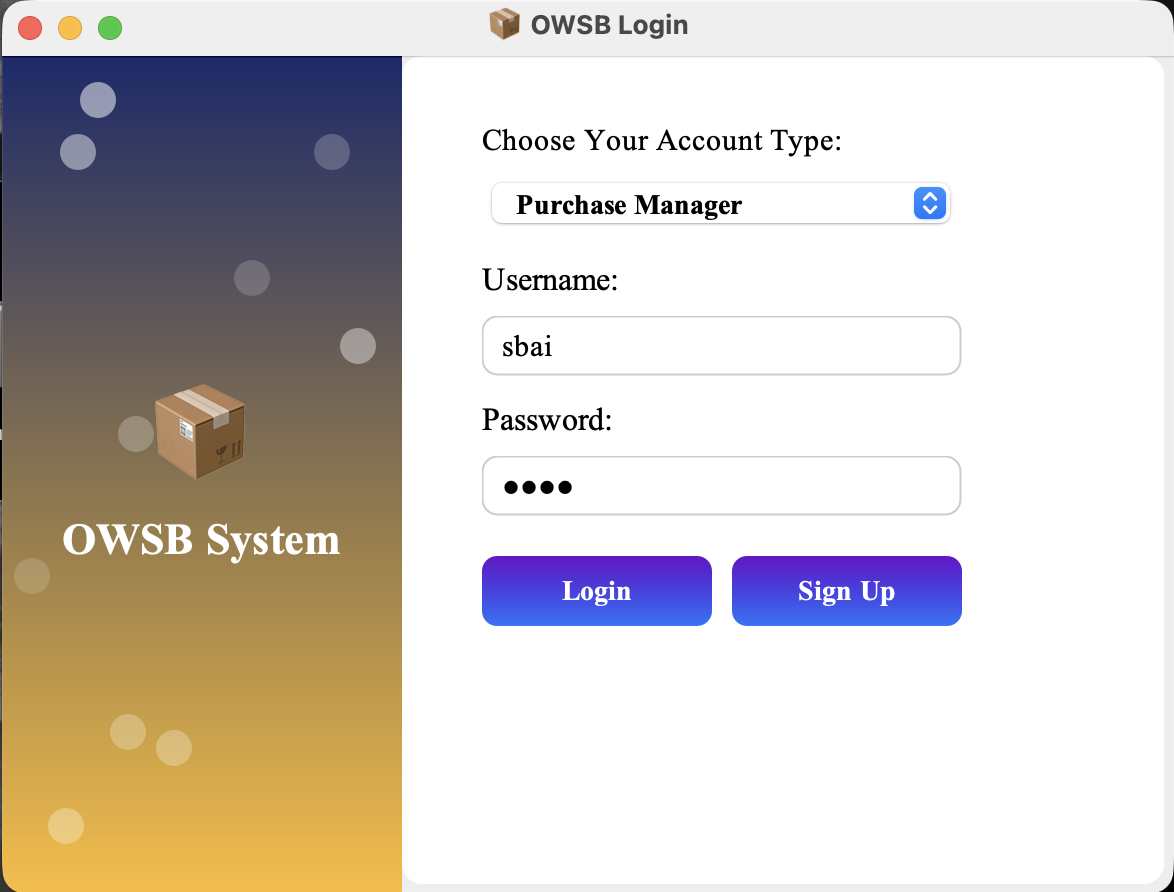 OWSB Login
OWSB System
Choose Your Account Type:
Purchase Manager
Username:
sbai
Password:
••••
Login
Sign Up